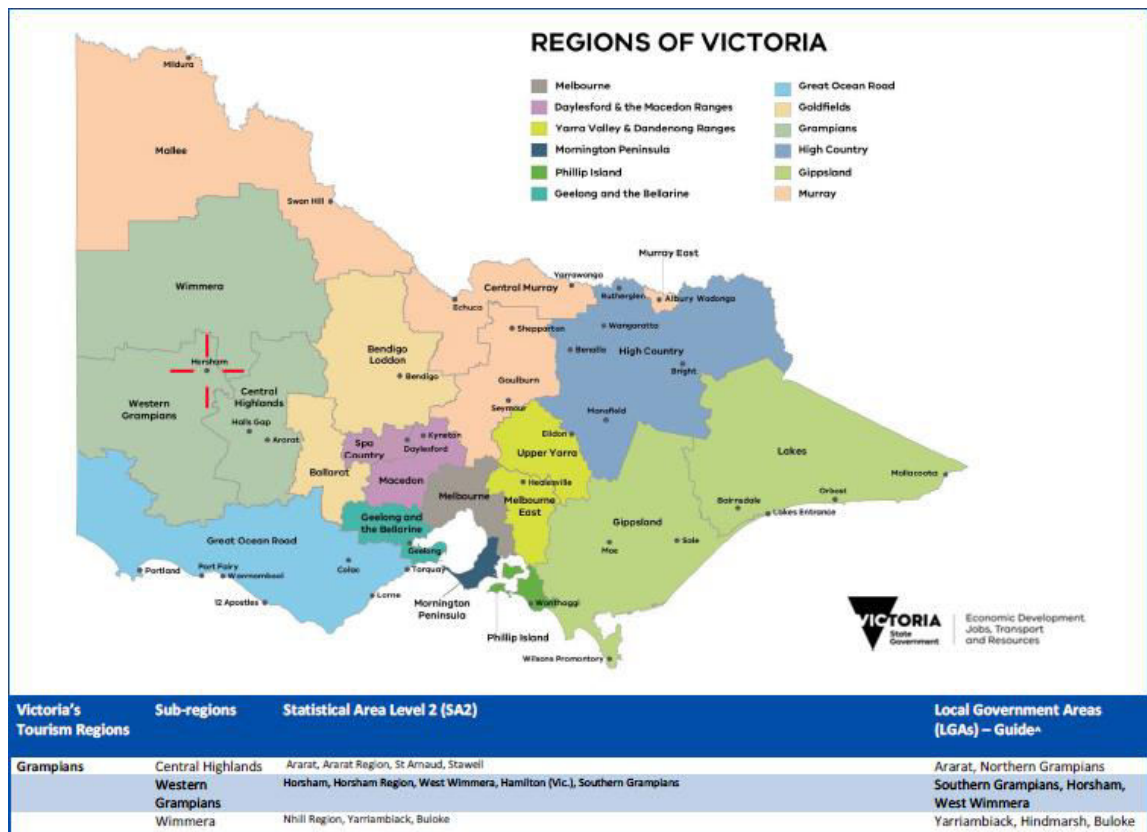 REGIONS OF VICTORIA
Melbourne
Daylesford & the Macedon Ranges
Yarra Valley & Dandenong Ranges
Mornington Peninsula
Phillip Island
Geelong and the Bellarine
Great Ocean Road
Goldfields
Grampians
High Country
Gippsland
Murray
Mildura
Mallee
Swan Hill
Murray East
Yarrawonga
Wimmera
Central Murray
Rutherglen
Albury Wodonga
Echuca
Shepparton
Wangaratta
Bendigo
Loddon
Benalla
High Country
Horsham
Bright
Bendigo
Goulburn
Western
Grampians
Central
Highlands
Seymour
Mansfield
Halls Gap
Ararat
Spa
Country
Kyneton
Daylesford
Eildon
Upper Yarra
Lakes
Ballarat
Macedon
Melbourne
Healesville
Mallacoota
Melbourne
East
Bairnsdale
Orbost
Lakes Entrance
Geelong and
the Bellarine
Gippsland
Great Ocean Road
Geelong
Moe
Sale
Portland
Port Fairy
Warrnambool
Colac
Torquay
12 Apostles
Lorne
Mornington
Peninsula
Wonthaggi
Phillip Island
Wilsons Promontory
VICTORIA
State
Government
Economic Development,
Jobs, Transport
and Resources
Victoria's
Tourism Regions
Sub-regions
Statistical Area Level 2 (SA2)
Local Government Areas
(LGAs) – Guide^
Grampians
Central Highlands
Ararat, Ararat Region, St Arnaud, Stawell
Ararat, Northern Grampians
Western
Grampians
Horsham, Horsham Region, West Wimmera, Hamilton (Vic.), Southern Grampians
Southern Grampians, Horsham,
West Wimmera
Wimmera
Nhill Region, Yarriambiack, Buloke
Yarriambiack, Hindmarsh, Buloke